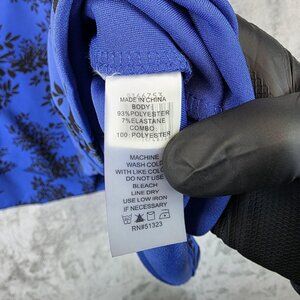 MADE IN CHINA
BODY
93% POLYESTER
7% ELASTANE
COMBO
100% POLYESTER
MACHINE
WASH COLD
WITH LIKE COLO
DO NOT USE
BLEACH
LINE DRY
USE LOW IRON
IF NECESSARY
RN#51323